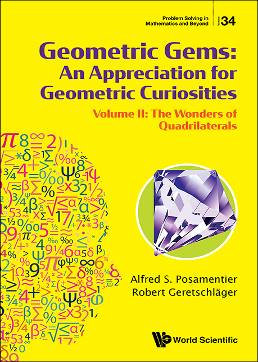 Problem Solving in
Mathematics and Beyond
34
Geometric Gems:
An Appreciation for
Geometric Curiosities
Volume II: The Wonders of
Quadrilaterals
Alfred S. Posamentier
Robert Geretschläger
World Scientific